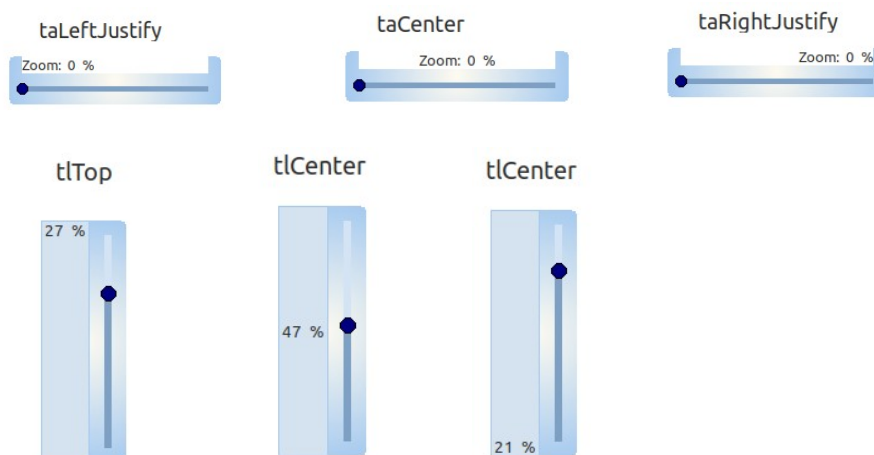 taLeftJustify
taCenter
taRightJustify
Zoom: 0 %
Zoom: 0 %
Zoom: 0 %
tlTop
tlCenter
tlCenter
27 %
47 %
21 %